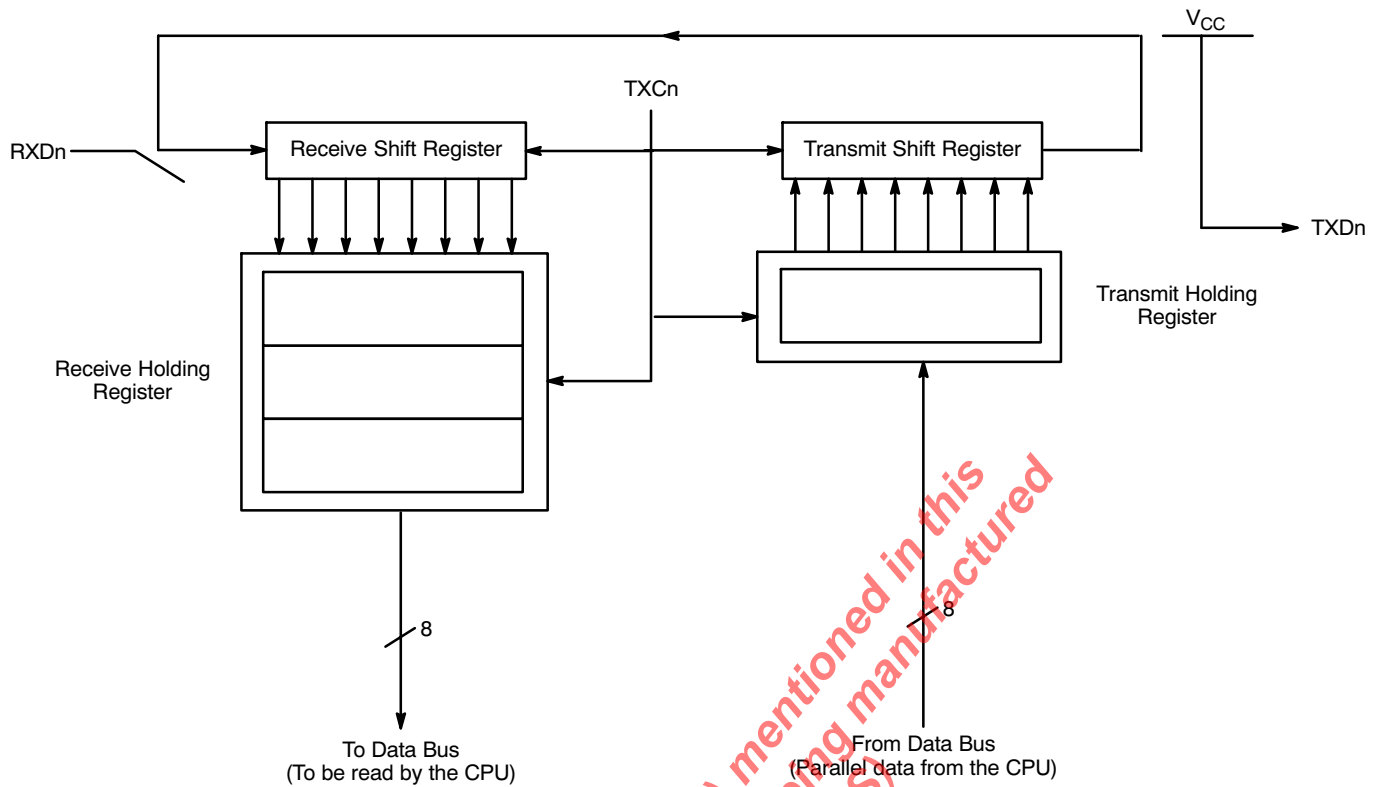 VCC
TXCn
RXDn
Receive Shift Register
Transmit Shift Register
TXDn
Transmit Holding
Register
Receive Holding
Register
8
8
To Data Bus
(To be read by the CPU)
From Data Bus
(Parallel data from the CPU)
mentioned in this
ing manufactured